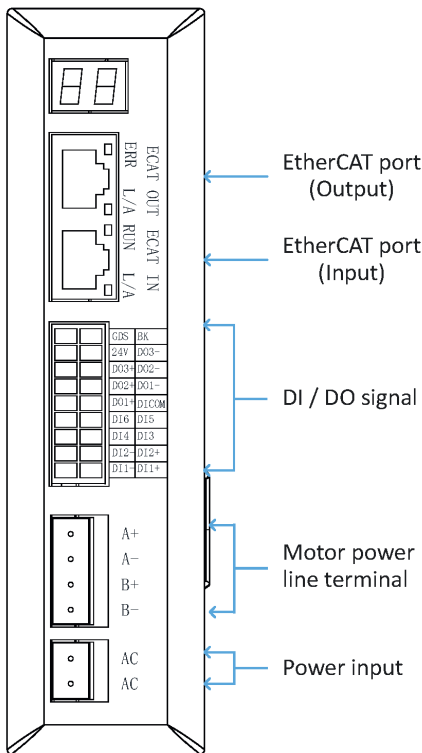 88
ECAT OUT ECAT IN
ERR L/A RUN L/A
EtherCAT port
(Output)
EtherCAT port
(Input)
GDS BK
24V DO3-
DO3+ DO2-
DO2+ DO1-
DO1+ DICOM
DI6 DI5
DI4 DI3
DI2- DI2+
DI1- DI1+
DI / DO signal
A+
A-
B+
B-
Motor power
line terminal
AC
AC
Power input